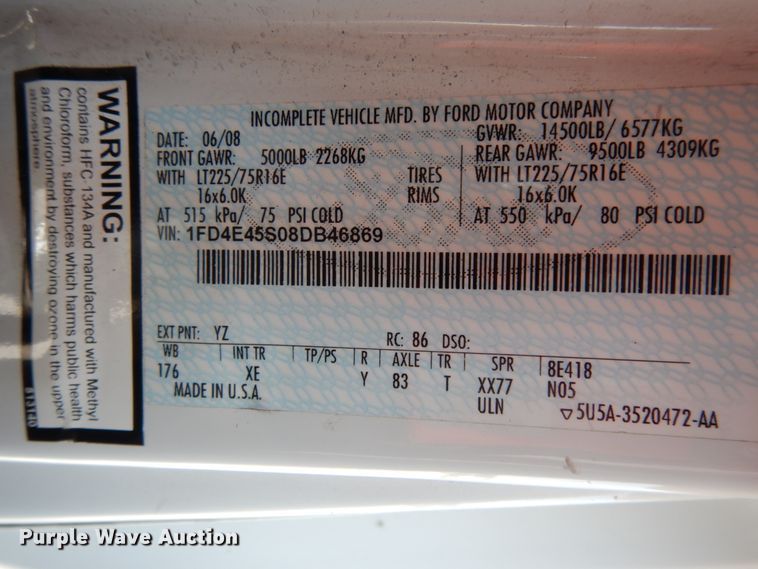 WARNING:
contains HFC 134A and manufactured with Methyl
Chloroform, substances which harms public health
and environment by destroying ozone in the upper
atmosphere
INCOMPLETE VEHICLE MFD. BY FORD MOTOR COMPANY
DATE: 06/08 GVWR: 14500LB/ 6577KG
FRONT GAWR: 5000LB 2268KG REAR GAWR: 9500LB 4309KG
WITH LT225/75R16E TIRES WITH LT225/75R16E
16x6.0K RIMS 16x6.0K
AT 515 kPa/ 75 PSI COLD AT 550 kPa/ 80 PSI COLD
VIN: 1FD4E45S08DB46869
EXT PNT: YZ RC: 86 DSO:
WB INT TR TP/PS R AXLE TR SPR 8E418
176 XE Y 83 T XX77 N05
MADE IN U.S.A. ULN ▽5U5A-3520472-AA
Purple Wave Auction